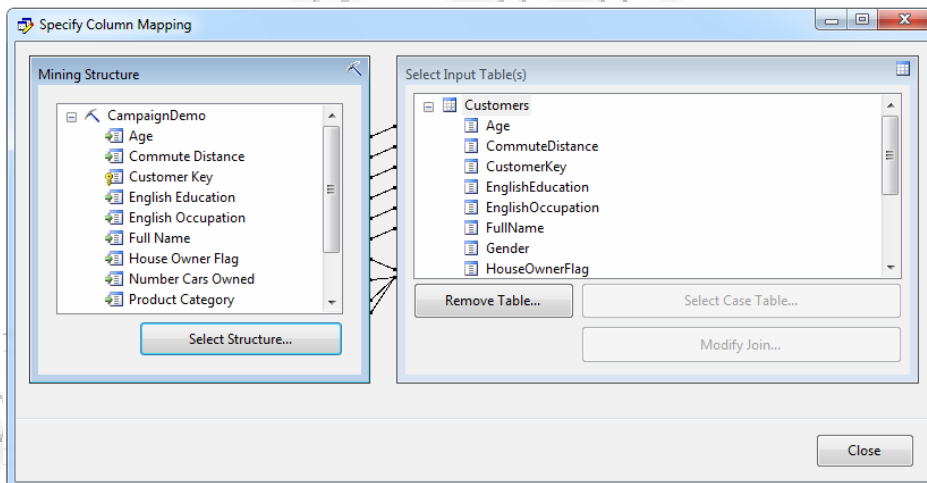 Specify Column Mapping
Mining Structure
CampaignDemo
Age
Commute Distance
Customer Key
English Education
English Occupation
Full Name
House Owner Flag
Number Cars Owned
Product Category
Select Structure...
Select Input Table(s)
Customers
Age
CommuteDistance
CustomerKey
EnglishEducation
EnglishOccupation
FullName
Gender
HouseOwnerFlag
Remove Table...
Select Case Table...
Modify Join...
Close